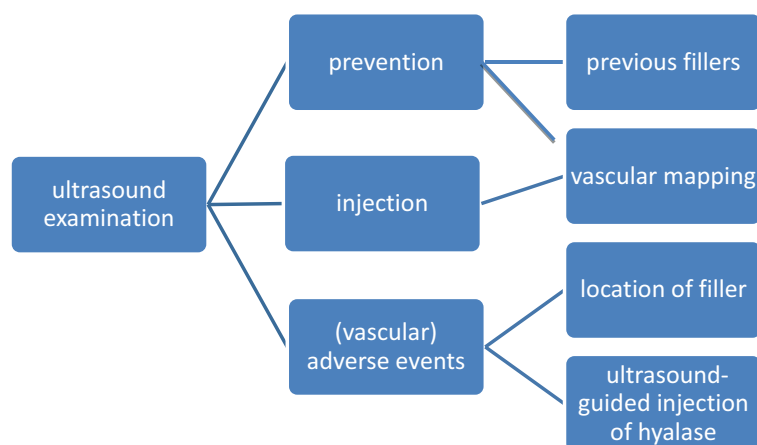 ultrasound
examination
prevention
injection
(vascular)
adverse events
previous fillers
vascular mapping
location of filler
ultrasound-
guided injection
of hyalase